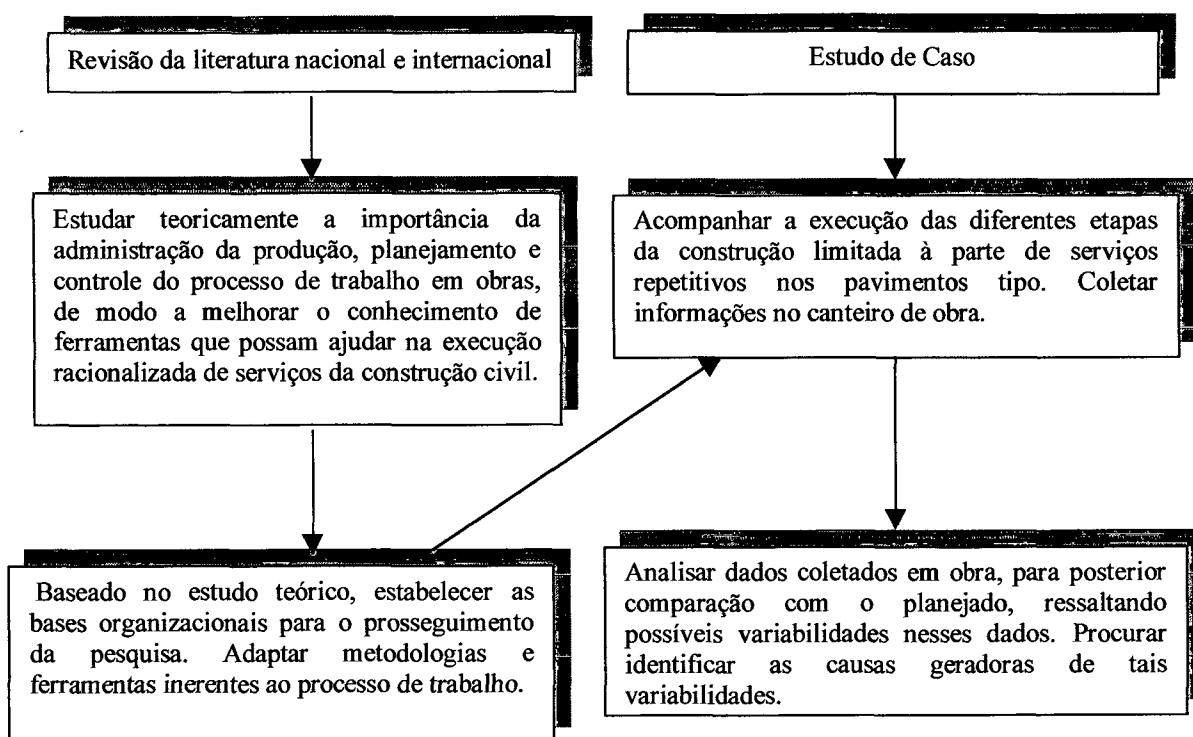 Revisão da literatura nacional e internacional
Estudar teoricamente a importância da
administração da produção, planejamento e
controle do processo de trabalho em obras,
de modo a melhorar o conhecimento de
ferramentas que possam ajudar na execução
racionalizada de serviços da construção civil.
Baseado no estudo teórico, estabelecer as
bases organizacionais para o prosseguimento
da pesquisa. Adaptar metodologias e
ferramentas inerentes ao processo de trabalho.
Estudo de Caso
Acompanhar a execução das diferentes etapas
da construção limitada à parte de serviços
repetitivos nos pavimentos tipo. Coletar
informações no canteiro de obra.
Analisar dados coletados em obra, para posterior
comparação com o planejado, ressaltando
possíveis variabilidades nesses dados. Procurar
identificar as causas geradoras de tais
variabilidades.